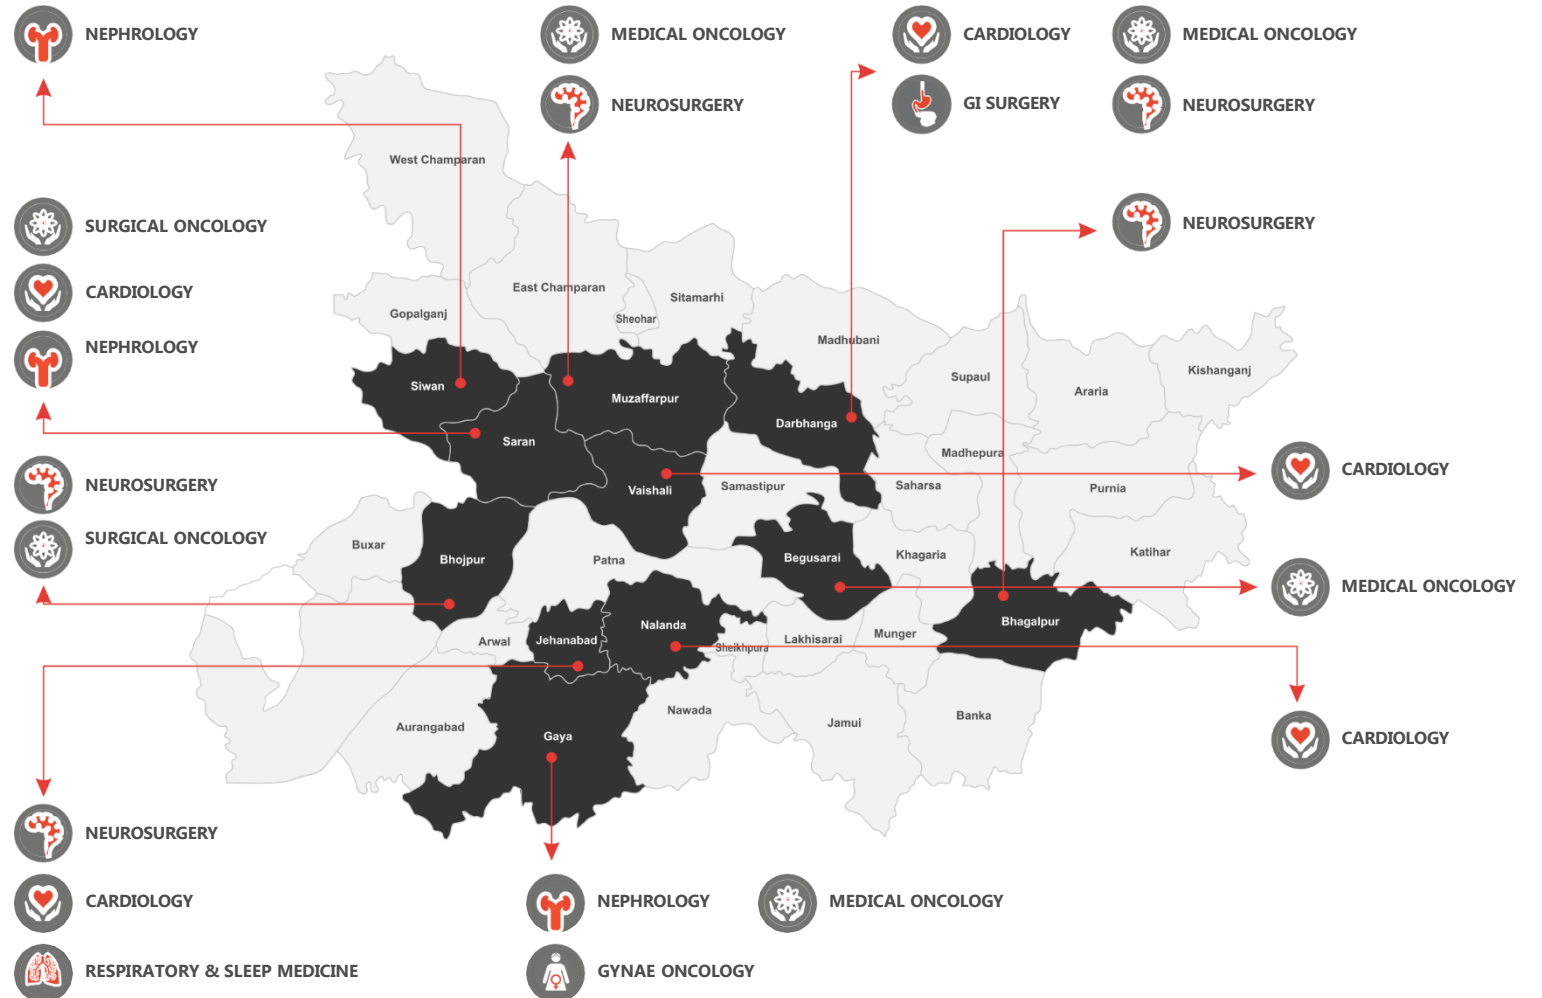 NEPHROLOGY
MEDICAL ONCOLOGY
NEUROSURGERY
CARDIOLOGY
MEDICAL ONCOLOGY
GI SURGERY
NEUROSURGERY
NEUROSURGERY
SURGICAL ONCOLOGY
CARDIOLOGY
NEPHROLOGY
NEUROSURGERY
SURGICAL ONCOLOGY
West Champaran
East Champaran
Sitamarhi
Gopalganj
Sheohar
Madhubani
Supaul
Araria
Kishanganj
Siwan
Muzaffarpur
Darbhanga
Saran
Madhepura
Vaishali
Samastipur
Saharsa
Purnia
Buxar
Bhojpur
Patna
Begusarai
Khagaria
Katihar
Arwal
Jehanabad
Nalanda
Sheikhpura
Lakhisarai
Munger
Bhagalpur
Aurangabad
Gaya
Nawada
Jamui
Banka
CARDIOLOGY
MEDICAL ONCOLOGY
CARDIOLOGY
NEUROSURGERY
CARDIOLOGY
RESPIRATORY & SLEEP MEDICINE
NEPHROLOGY
MEDICAL ONCOLOGY
GYNAE ONCOLOGY